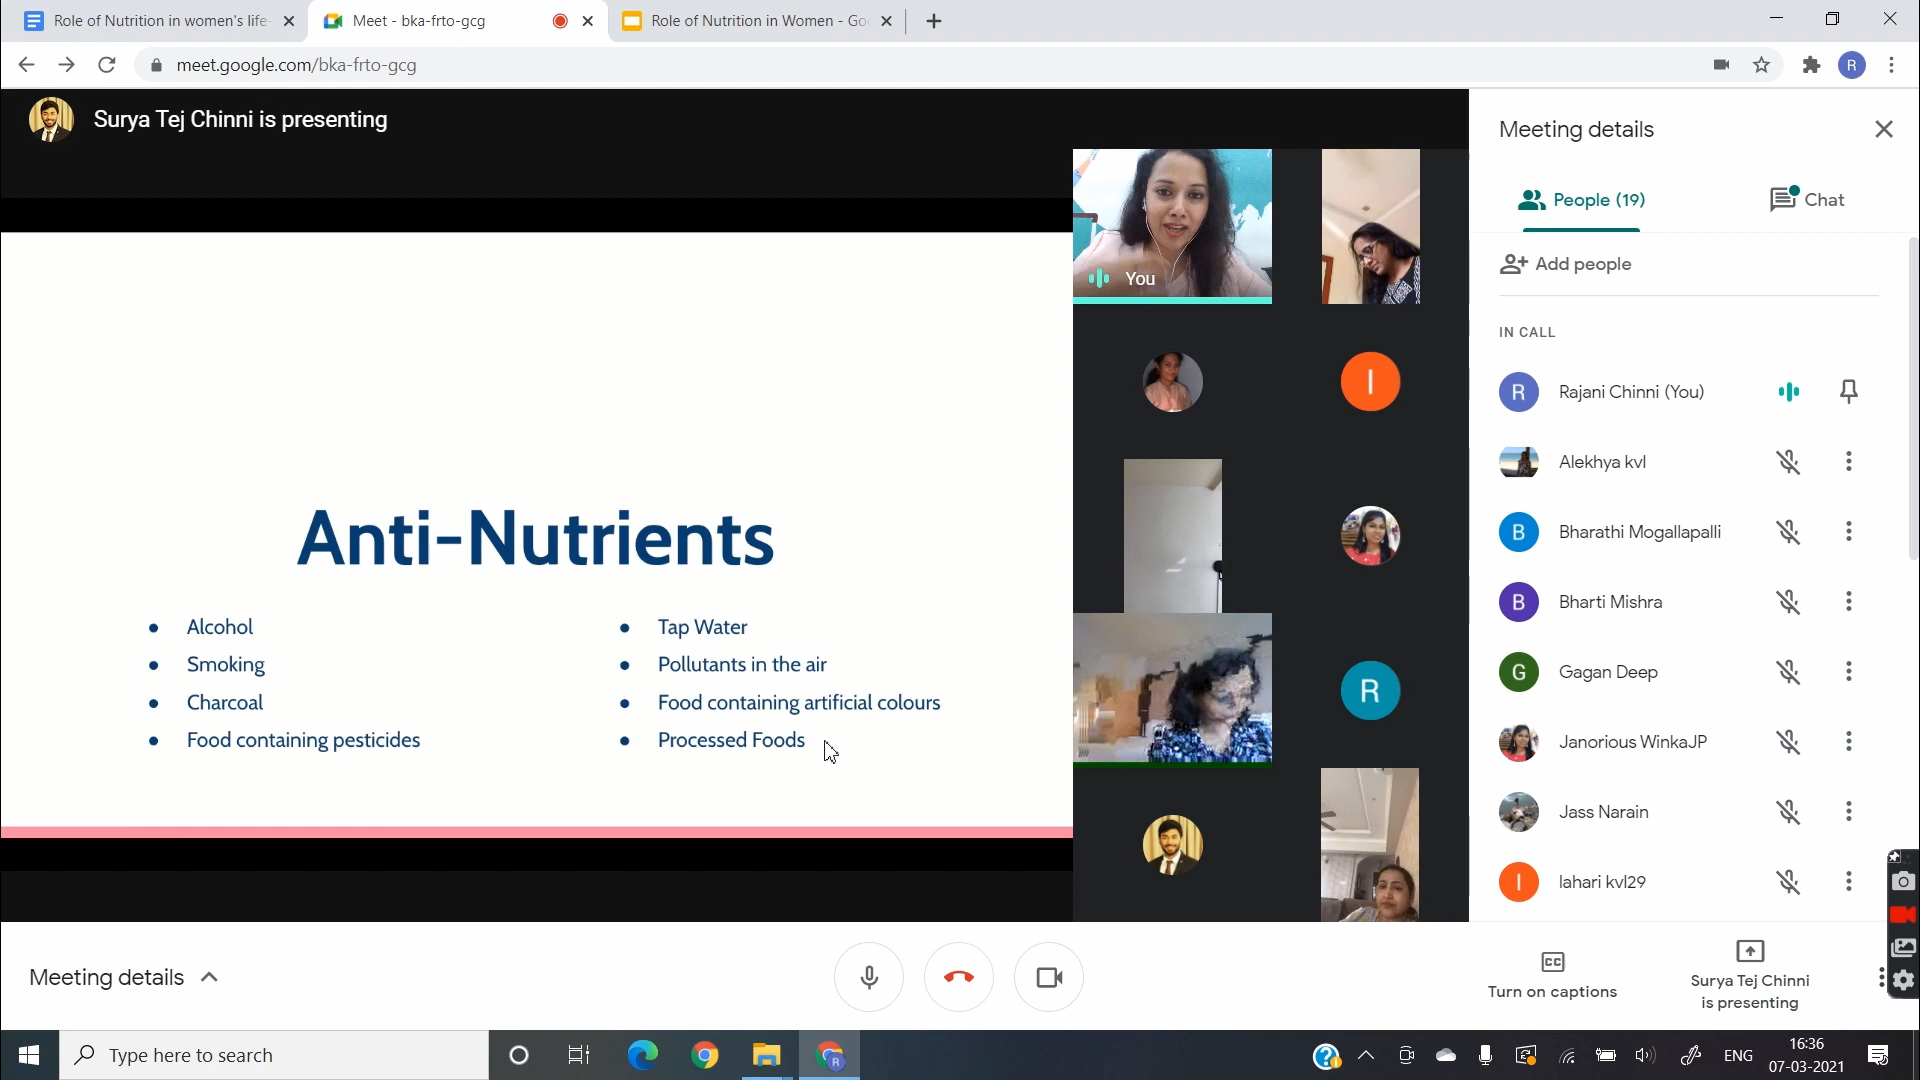 Role of Nutrition in women's life-
Meet - bka-frto-gcg
Role of Nutrition in Women - Goo
meet.google.com/bka-frto-gcg
R
Surya Tej Chinni is presenting
Anti-Nutrients
Alcohol
Smoking
Charcoal
Food containing pesticides
Tap Water
Pollutants in the air
Food containing artificial colours
Processed Foods
You
l
R
Meeting details
People (19)
Chat
Add people
IN CALL
R
Rajani Chinni (You)
Alekhya kvl
B
Bharathi Mogallapalli
B
Bharti Mishra
G
Gagan Deep
Janorious WinkaJP
Jass Narain
l
lahari kvl29
Meeting details
CC
Turn on captions
Surya Tej Chinni
is presenting
Type here to search
R
ENG
16:36
07-03-2021